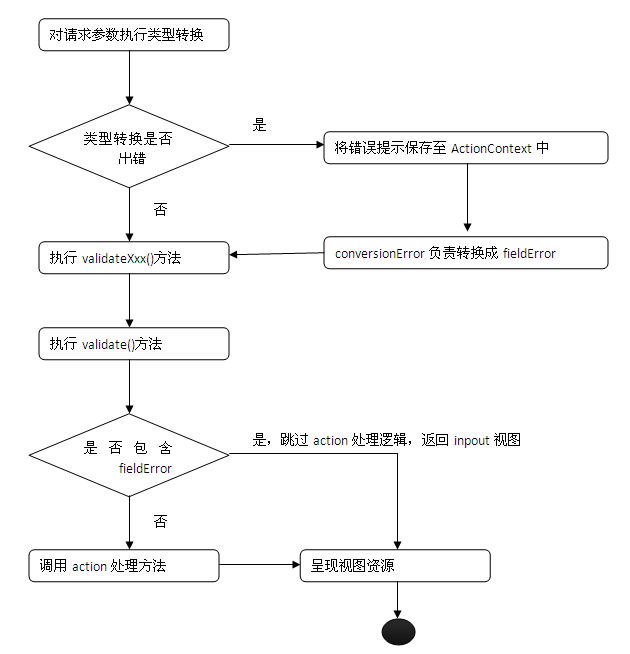 对请求参数执行类型转换
类型转换是否
出错
是
将错误提示保存至 ActionContext 中
否
执行 validateXxx()方法
conversionError 负责转换成 fieldError
执行 validate()方法
是 否 包 含
fieldError
是，跳过 action 处理逻辑，返回 inpout 视图
否
调用 action 处理方法
呈现视图资源